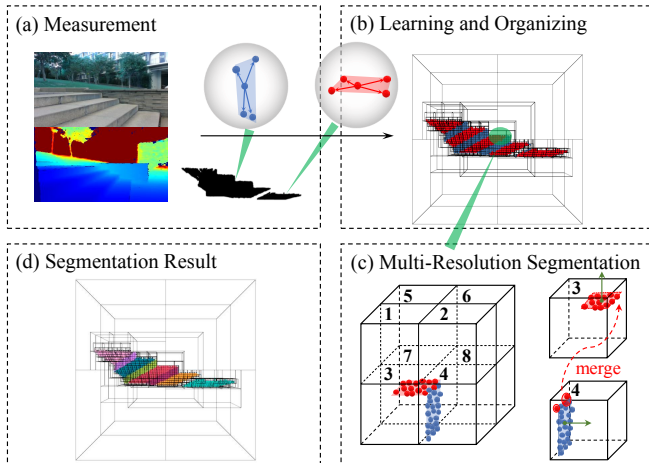 (a) Measurement
(b) Learning and Organizing
(d) Segmentation Result
(c) Multi-Resolution Segmentation
5
6
1
2
7
8
3
4
3
merge
4